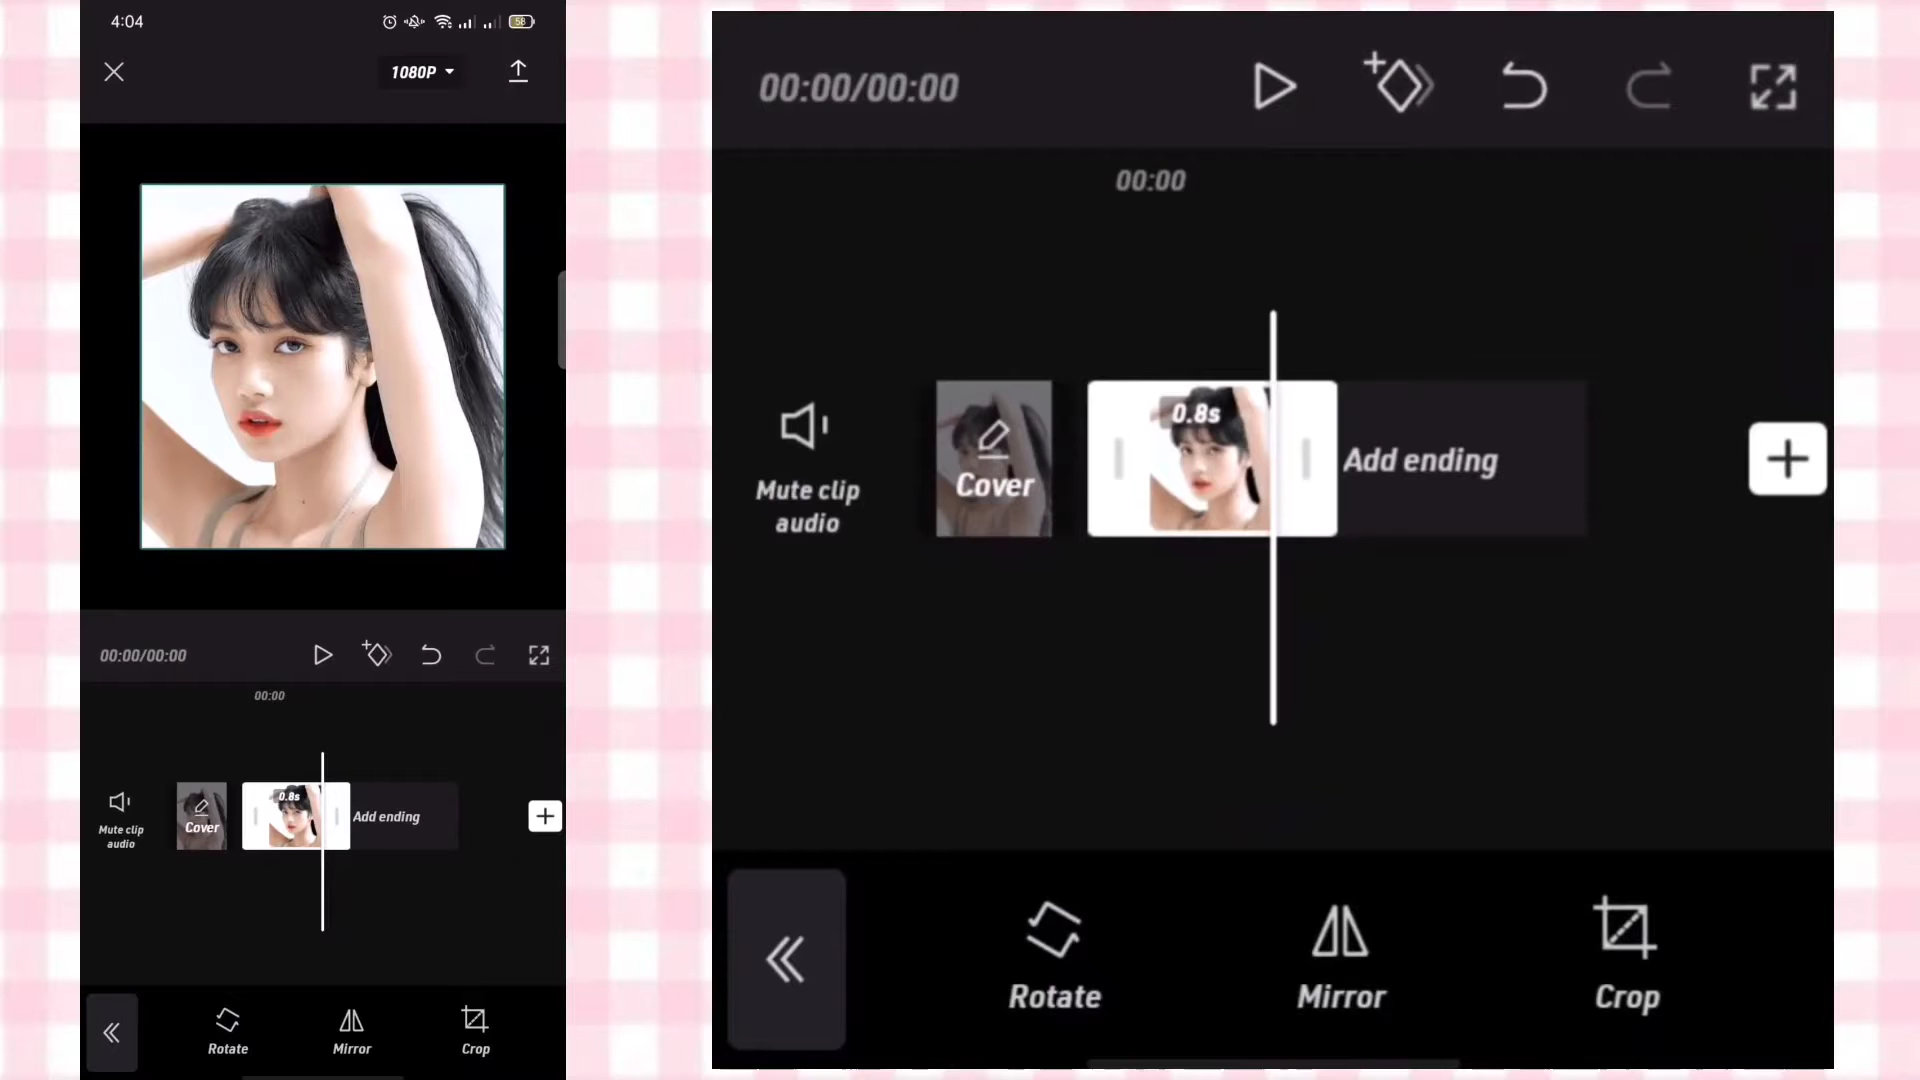 4:04
58
1080P
00:00/00:00
00:00
Mute clip
audio
Cover
0.8s
Add ending
Rotate
Mirror
Crop
00:00/00:00
00:00
Mute clip
audio
Cover
0.8s
Add ending
Rotate
Mirror
Crop